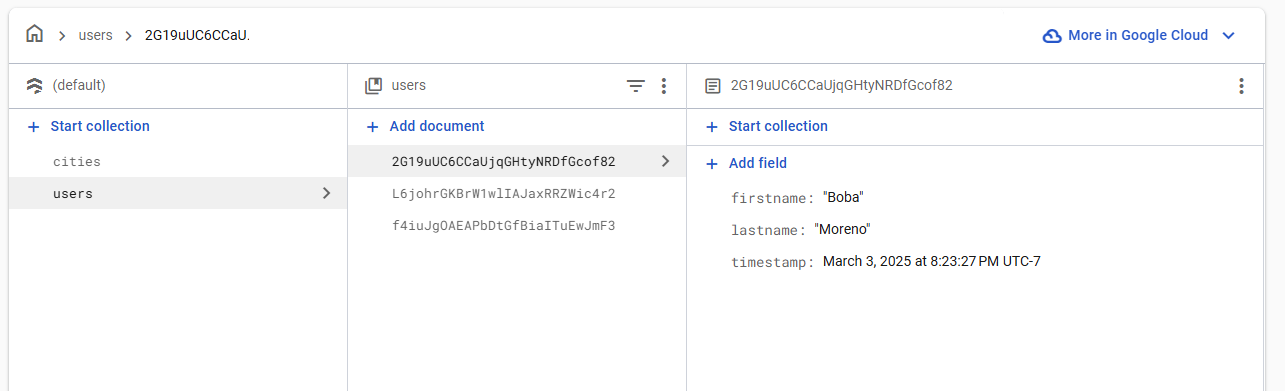 users 2G19uUC6CCaU. More in Google Cloud
(default)
+ Start collection
cities
users
users
+ Add document
2G19uUC6CCaUjqGHtyNRDfGcof82
L6johrGKBrW1wlIAJaxRRZWic4r2
f4iuJgOAEAPbDtGfBiaITuEwJmF3
2G19uUC6CCaUjqGHtyNRDfGcof82
+ Start collection
+ Add field
firstname: "Boba"
lastname: "Moreno"
timestamp: March 3, 2025 at 8:23:27 PM UTC-7